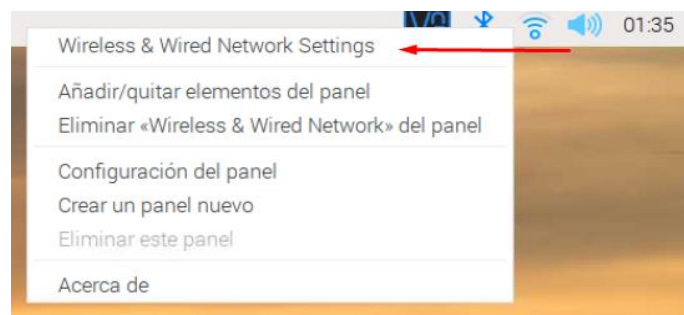 01:35
Wireless & Wired Network Settings
Añadir/quitar elementos del panel
Eliminar «Wireless & Wired Network» del panel
Configuración del panel
Crear un panel nuevo
Eliminar este panel
Acerca de